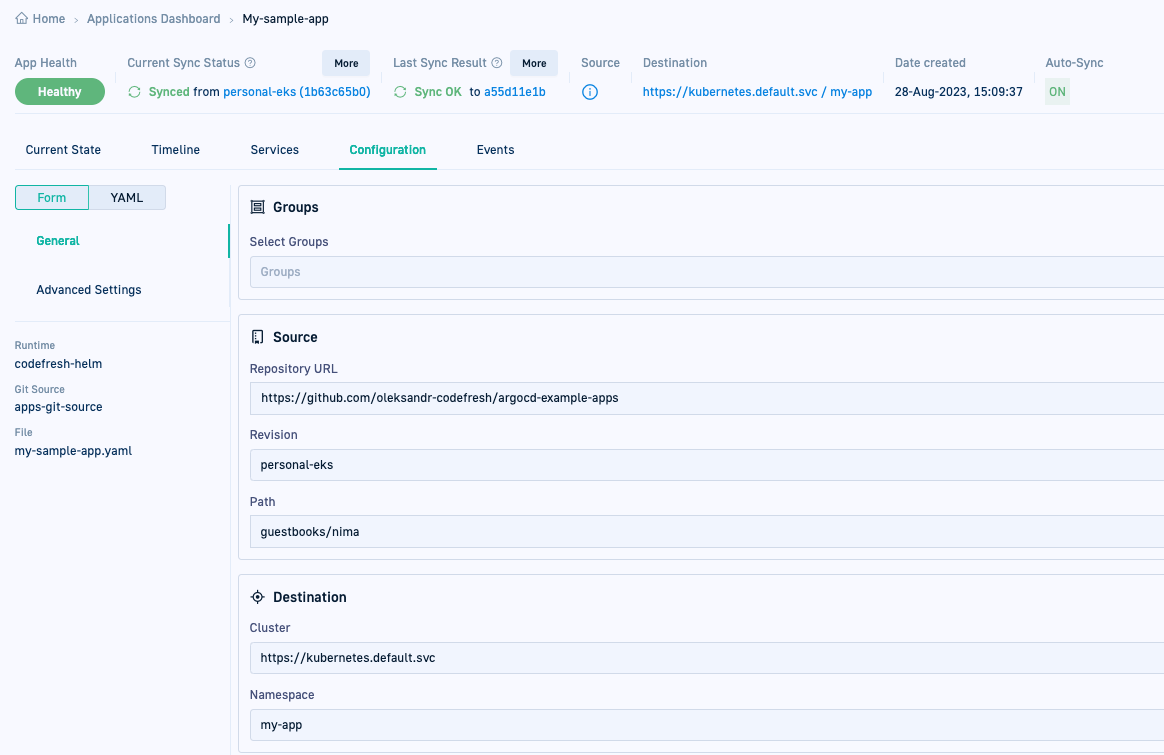 Home > Applications Dashboard > My-sample-app
App Health
Healthy
Current Sync Status More
Synced from personal-eks (1b63c65b0)
Last Sync Result More
Sync OK to a55d11e1b
Source
Destination
https://kubernetes.default.svc / my-app
Date created
28-Aug-2023, 15:09:37
Auto-Sync
ON
Current State Timeline Services Configuration Events
Form YAML
General
Advanced Settings
Runtime
codefresh-helm
Git Source
apps-git-source
File
my-sample-app.yaml
Groups
Select Groups
Groups
Source
Repository URL
https://github.com/oleksandr-codefresh/argocd-example-apps
Revision
personal-eks
Path
guestbooks/nima
Destination
Cluster
https://kubernetes.default.svc
Namespace
my-app